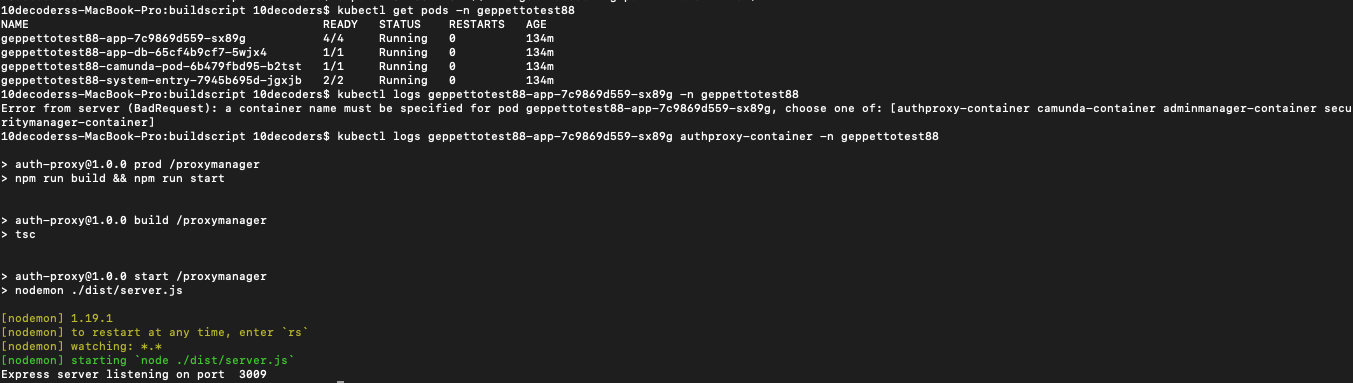 10decoderss-MacBook-Pro:buildscript 10decoders$ kubectl get pods -n geppettotest88
NAME                                    READY   STATUS    RESTARTS   AGE
geppettotest88-app-7c9869d559-sx89g           4/4     Running   0          134m
geppettotest88-app-db-65cf4b9cf7-5wjx4        1/1     Running   0          134m
geppettotest88-camunda-pod-6b479fbd95-b2tst   1/1     Running   0          134m
geppettotest88-system-entry-7945b695d-jgxjb   2/2     Running   0          134m
10decoderss-MacBook-Pro:buildscript 10decoders$ kubectl logs geppettotest88-app-7c9869d559-sx89g -n geppettotest88
Error from server (BadRequest): a container name must be specified for pod geppettotest88-app-7c9869d559-sx89g, choose one of: [authproxy-container camunda-container adminmanager-container secu
ritymanager-container]
10decoderss-MacBook-Pro:buildscript 10decoders$ kubectl logs geppettotest88-app-7c9869d559-sx89g authproxy-container -n geppettotest88
> auth-proxy@1.0.0 prod /proxymanager
> npm run build && npm run start
> auth-proxy@1.0.0 build /proxymanager
> tsc
> auth-proxy@1.0.0 start /proxymanager
> nodemon ./dist/server.js
[nodemon] 1.19.1
[nodemon] to restart at any time, enter `rs`
[nodemon] watching: *.*
[nodemon] starting `node ./dist/server.js`
Express server listening on port  3009